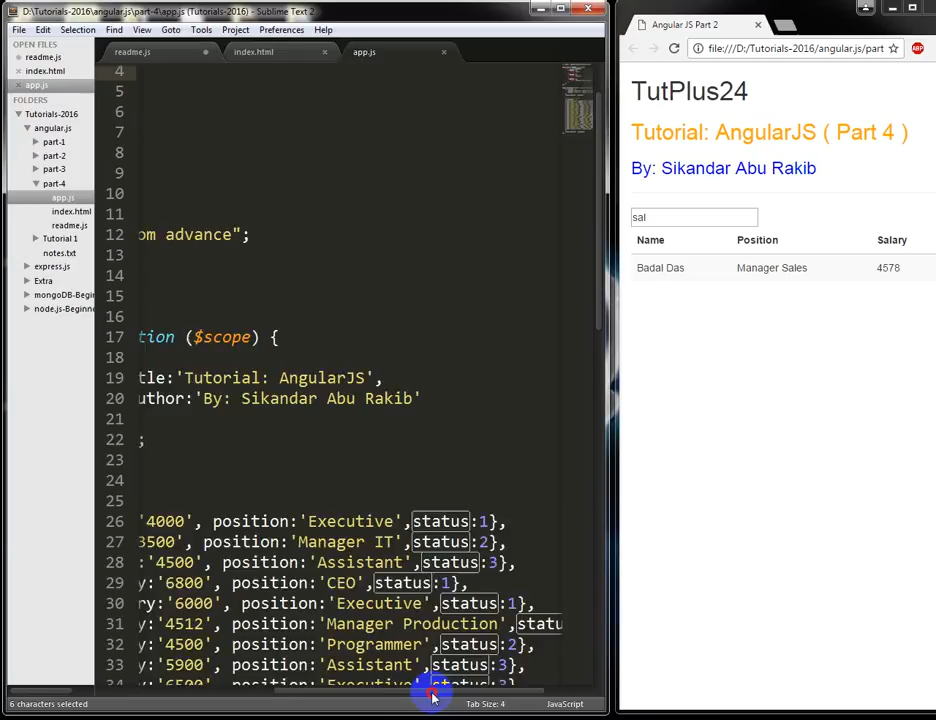 D:\Tutorials-2016\angular.js\part-4\app.js (Tutorials-2016) - Sublime Text 2
File Edit Selection Find View Goto Tools Project Preferences Help
OPEN FILES
readme.js
index.html
app.js
FOLDERS
Tutorials-2016
angular.js
part-1
part-2
part-3
part-4
app.js
index.html
readme.js
Tutorial 1
notes.txt
express.js
Extra
mongoDB-Begin
node.js-Beginne
readme.js index.html app.js
4
5
6
7
8
9
10
11
12 om advance";
13
14
15
16
17 tion ($scope) {
18
19 tle:'Tutorial: AngularJS',
20 uthor:'By: Sikandar Abu Rakib'
21
22 ;
23
24
25
26 '4000', position:'Executive',status:1},
27 3500', position:'Manager IT',status:2},
28 :'4500', position:'Assistant',status:3},
29 y:'6800', position:'CEO',status:1},
30 ry:'6000', position:'Executive',status:1},
31 y:'4512', position:'Manager Production',statu
32 y:'4500', position:'Programmer',status:2},
33 y:'5900', position:'Assistant',status:3},
34 y:'6500', position:'Executive',status:3},
6 characters selected Tab Size: 4 JavaScript
Angular JS Part 2
file:///D:/Tutorials-2016/angular.js/part
ABP
TutPlus24
Tutorial: AngularJS ( Part 4 )
By: Sikandar Abu Rakib
sal
Name Position Salary
Badal Das Manager Sales 4578